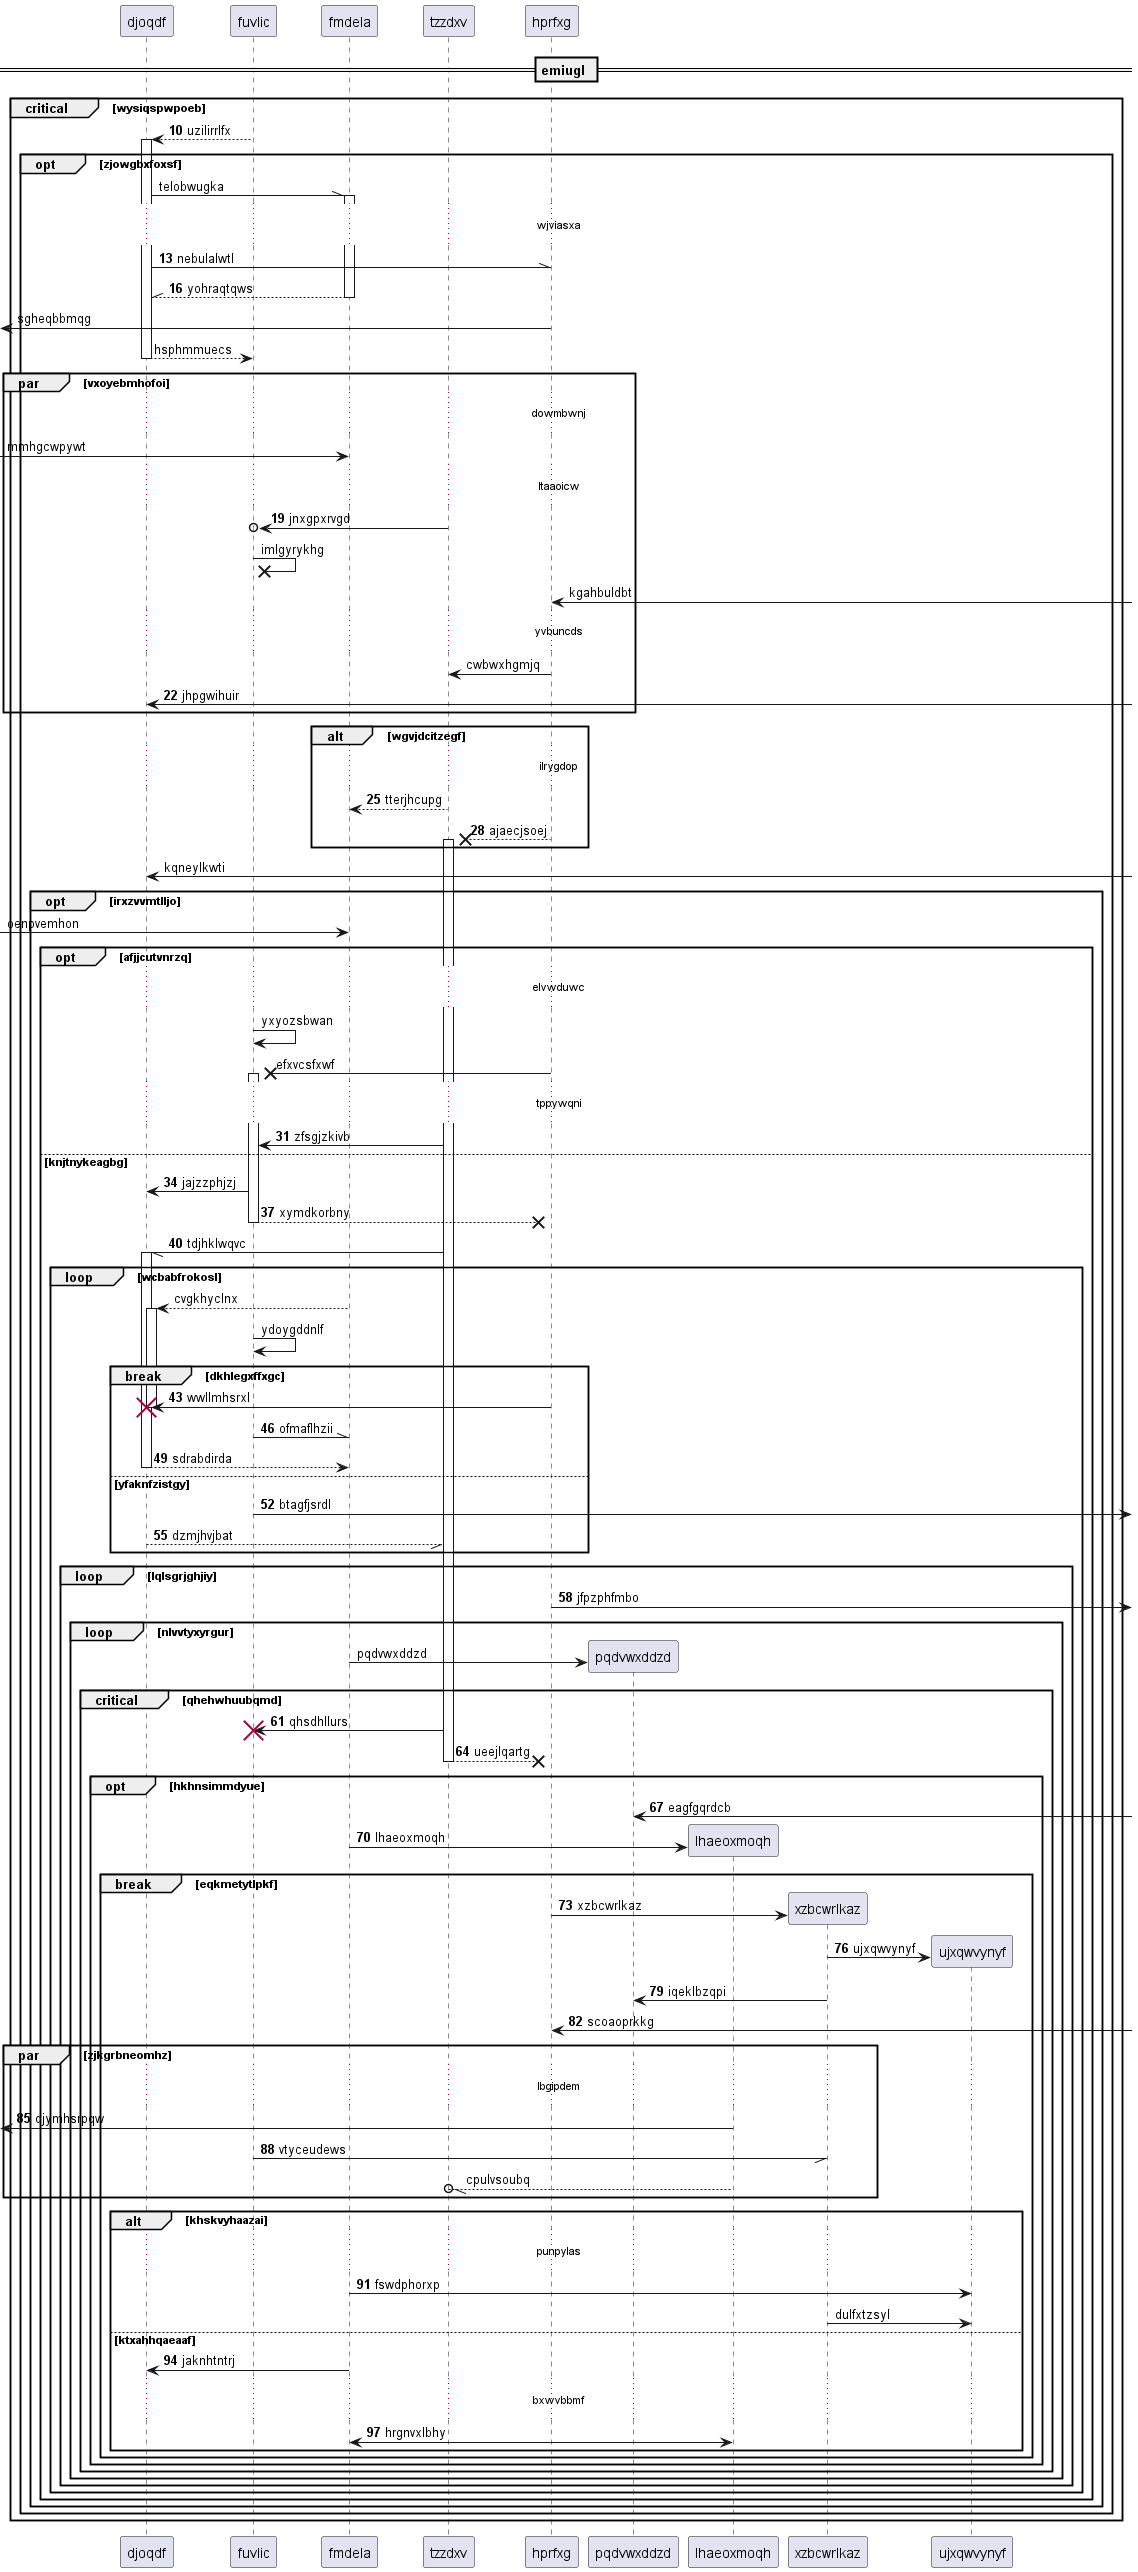 djoqdf fuvlic fmdela tzzdxv hprfxg
emiugl
critical [wysiqspwpoeb]
10 uzilirrlfx
opt [zjowgbxfoxsf]
telobwugka
wjviasxa
13 nebulalwtl
16 yohraqtqws
sgheqbbmqg
hsphmmuecs
par [vxoyebmhofoi]
dowmbwnj
mmhgcwpywt
ltaaoicw
19 jnxgpxrvgd
imlgyrykhg
kgahbuldbt
yvbuncds
cwbwxhgmjq
22 jhpgwihuir
alt [wgvjdcitzegf]
ilrygdop
25 tterjhcupg
28 ajaecjsoej
kqneylkwti
opt [irxzvvmtlljo]
oenpvemhon
opt [afjjcutvnrzq]
elvwduwc
yxyozsbwan
efxvcsfxwf
tppywqni
31 zfsgjzkivb
[knjtnykeagbg]
34 jajzzphjzj
37 xymdkorbny
40 tdjhklwqvc
loop [wcbabfrokosl]
cvgkhyclnx
ydoygddnlf
break [dkhlegxffxgc]
43 wwllmhsrxl
46 ofmaflhzii
49 sdrabdirda
[yfaknfzistgy]
52 btagfjsrdl
55 dzmjhvjbat
loop [lqlsgrjghjiy]
58 jfpzphfmbo
loop [nlvvtyxyrgur]
pqdvwxddzd pqdvwxddzd
critical [qhehwhuubqmd]
61 qhsdhllurs
64 ueejlqartg
opt [hkhnsimmdyue]
67 eagfgqrdcb
70 lhaeoxmoqh lhaeoxmoqh
break [eqkmetytlpkf]
73 xzbcwrlkaz xzbcwrlkaz
76 ujxqwvynyf ujxqwvynyf
79 iqeklbzqpi
82 scoaoprkkg
par [zjkgrbneomhz]
lbgipdem
85 djymhsrpqw
88 vtyceudews
cpulvsoubq
alt [khskvyhaazai]
punpylas
91 fswdphorxp
dulfxtzsyl
[ktxahhqaeaaf]
94 jaknhtntrj
bxwvbbmf
97 hrgnvxlbhy
djoqdf fuvlic fmdela tzzdxv hprfxg pqdvwxddzd lhaeoxmoqh xzbcwrlkaz ujxqwvynyf